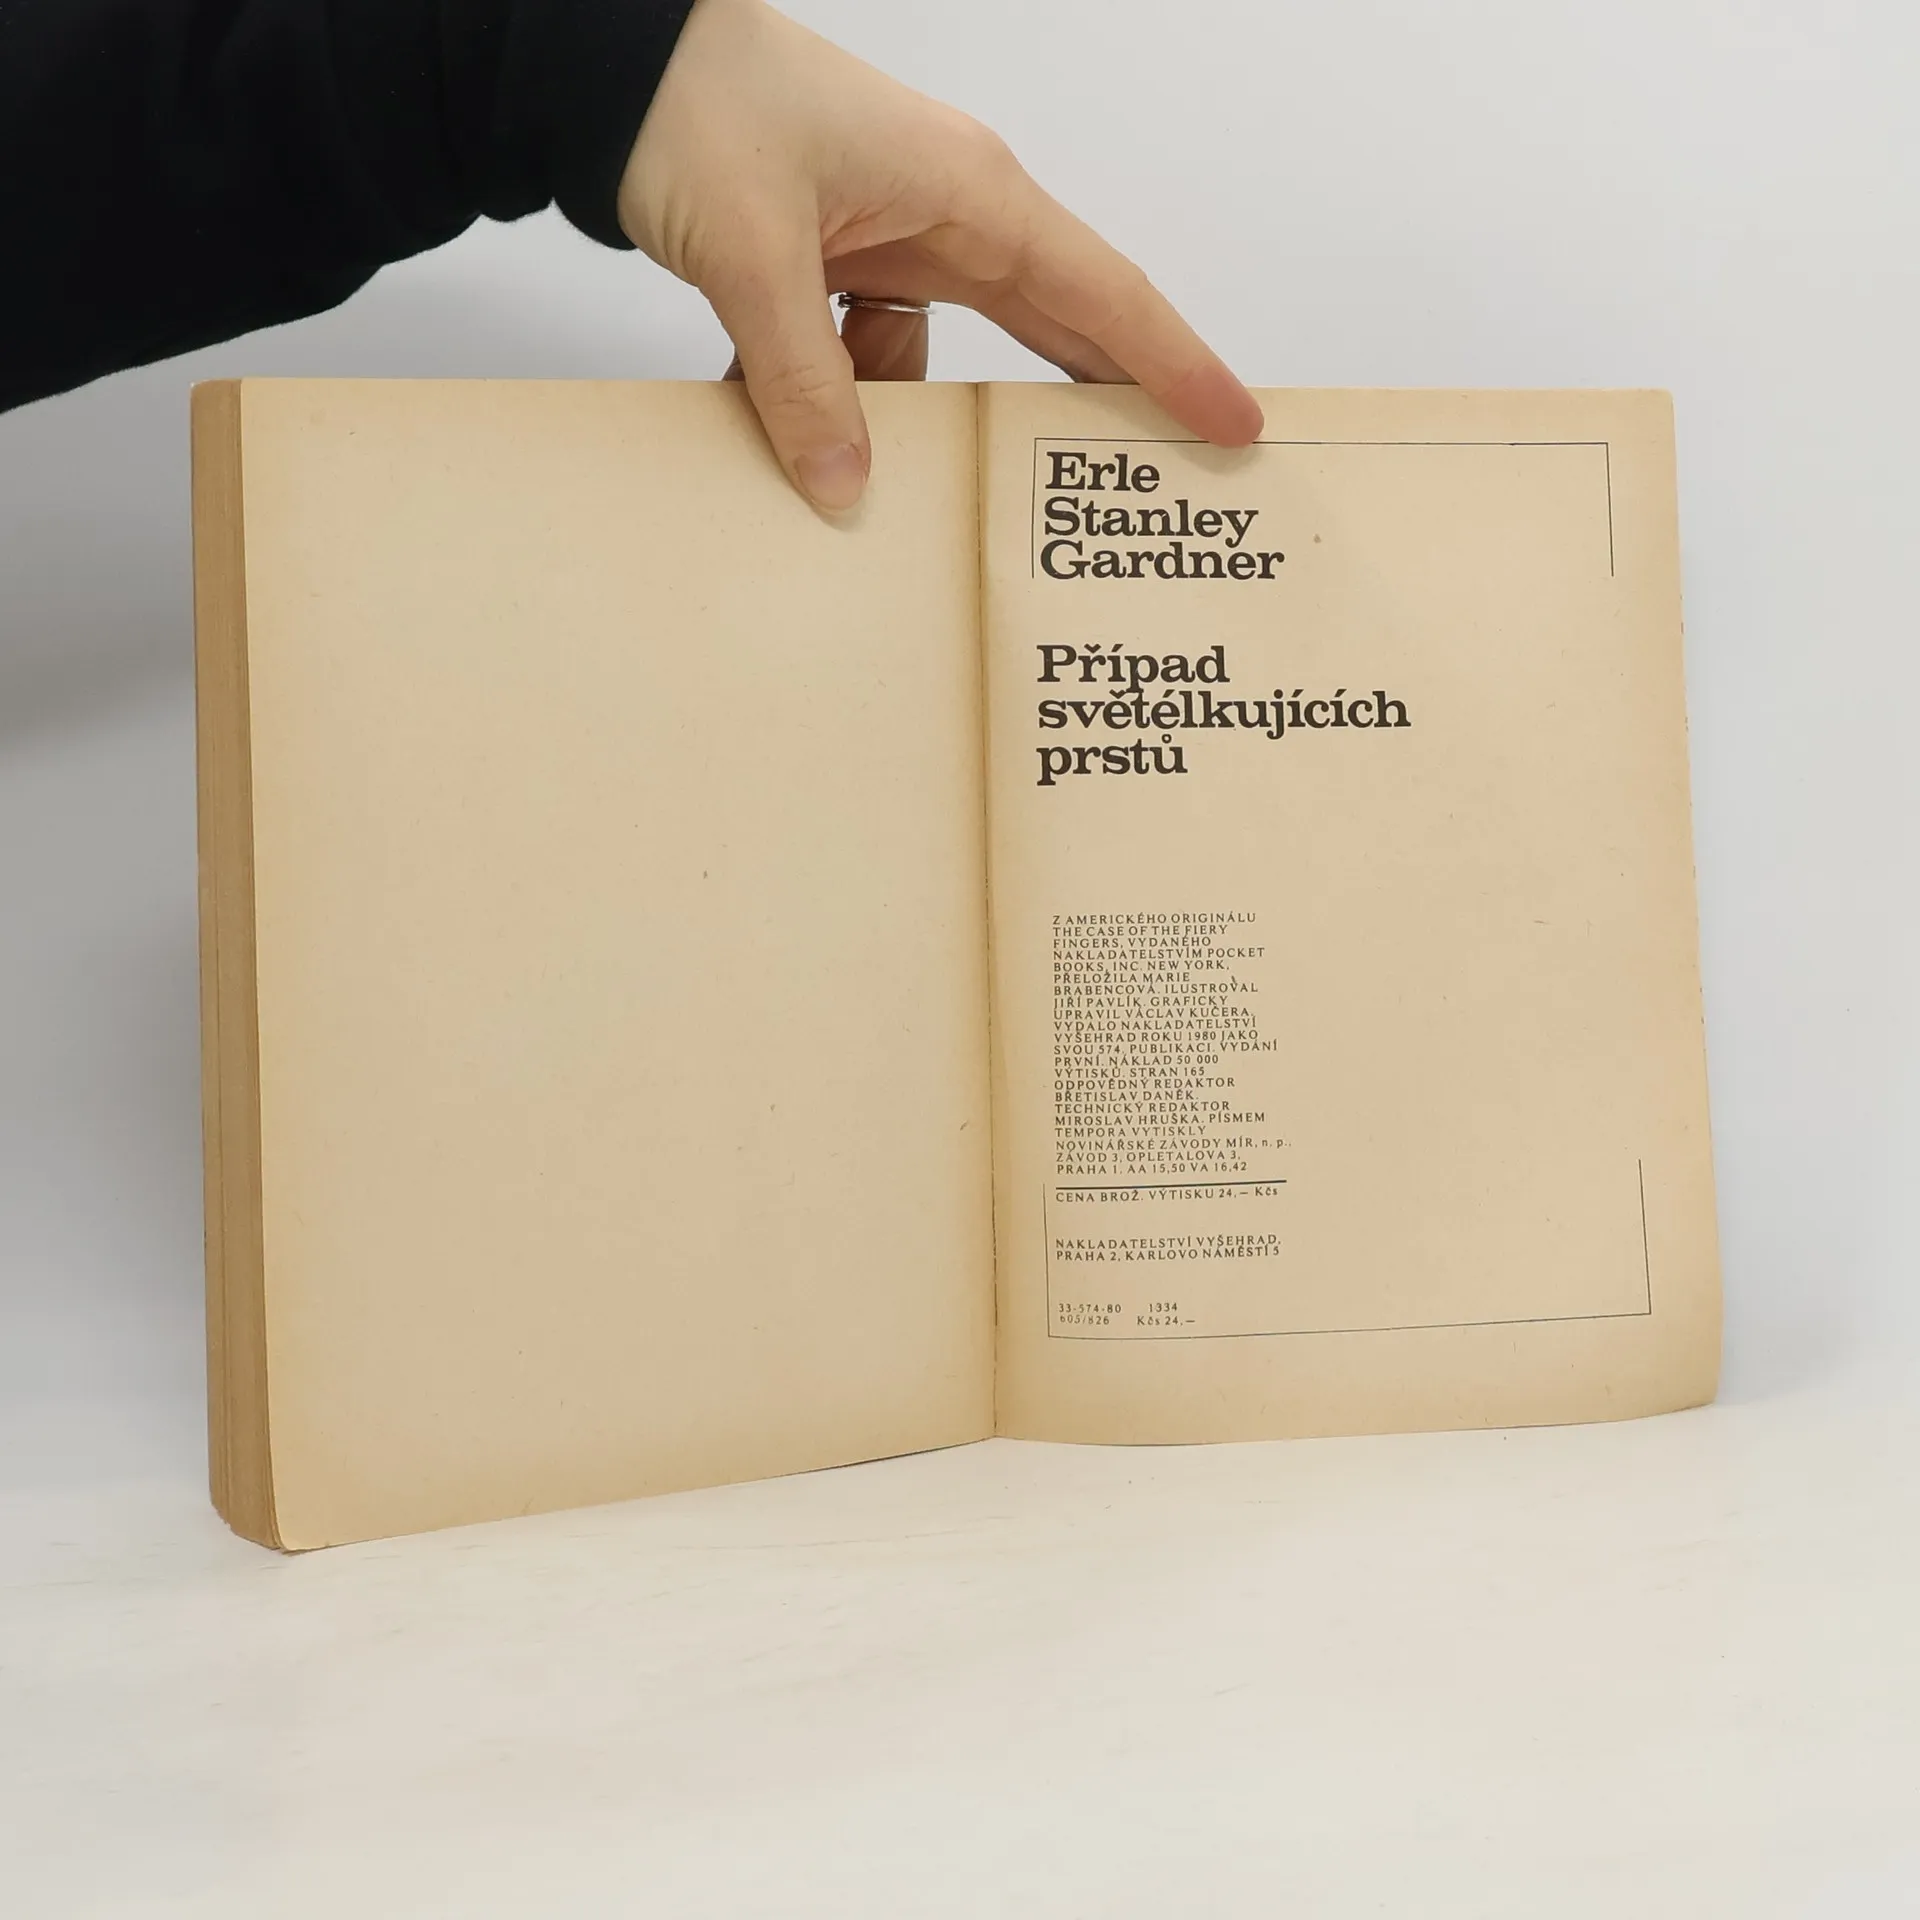 Erle
Stanley
Gardner
Případ
světélkujících
prstů
Z AMERICKÉHO ORIGINÁLU
THE CASE OF THE FIERY
FINGERS, VYDANÉHO
NAKLADATELSTVÍM POCKET
BOOKS, INC. NEW YORK,
PŘELOŽILA MARIE
BRABENCOVÁ. ILUSTROVAL
JIŘÍ PAVLÍK. GRAFICKY
UPRAVIL VÁCLAV KUČERA.
VYDALO NAKLADATELSTVÍ
VYŠEHRAD ROKU 1980 JAKO
SVOU 574. PUBLIKACI. VYDÁNÍ
PRVNÍ. NÁKLAD 50 000
VÝTISKŮ. STRAN 165
ODPOVĚDNÝ REDAKTOR
BŘETISLAV DANĚK.
TECHNICKÝ REDAKTOR
MIROSLAV HRUŠKA. PÍSMEM
TEMPORA VYTISKLY
NOVINÁŘSKÉ ZÁVODY MÍR, n. p.,
ZÁVOD 3, OPLETALOVA 3,
PRAHA 1. AA 15,50 VA 16,42
CENA BROŽ. VÝTISKU 24,– Kčs
NAKLADATELSTVÍ VYŠEHRAD,
PRAHA 2, KARLOVO NÁMĚSTÍ 5
33-574-80 1334
605/826 Kčs 24,–